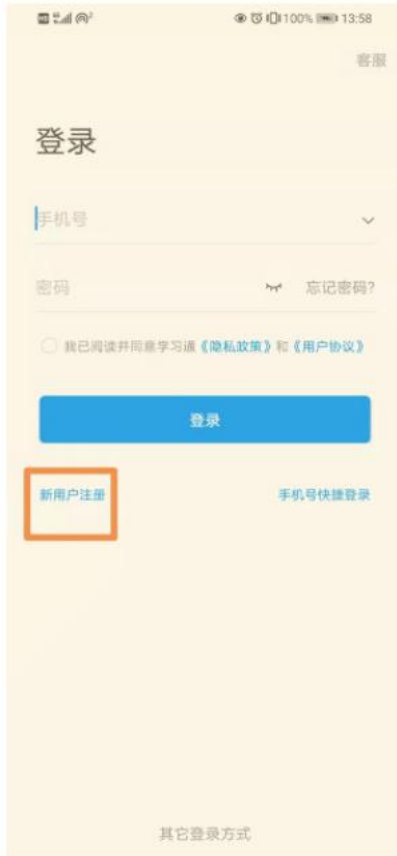 100% 13:58
客服
登录
手机号
密码 忘记密码?
我已阅读并同意学习通《隐私政策》和《用户协议》
登录
新用户注册 手机号快捷登录
其它登录方式